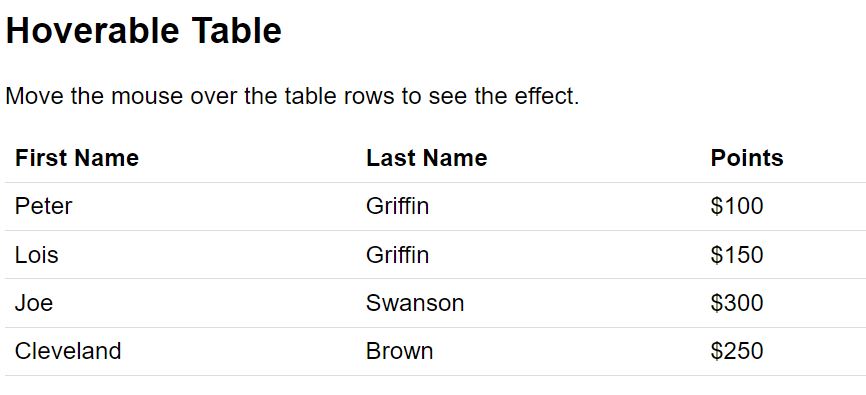 Hoverable Table
Move the mouse over the table rows to see the effect.
First Name Last Name Points
Peter Griffin $100
Lois Griffin $150
Joe Swanson $300
Cleveland Brown $250